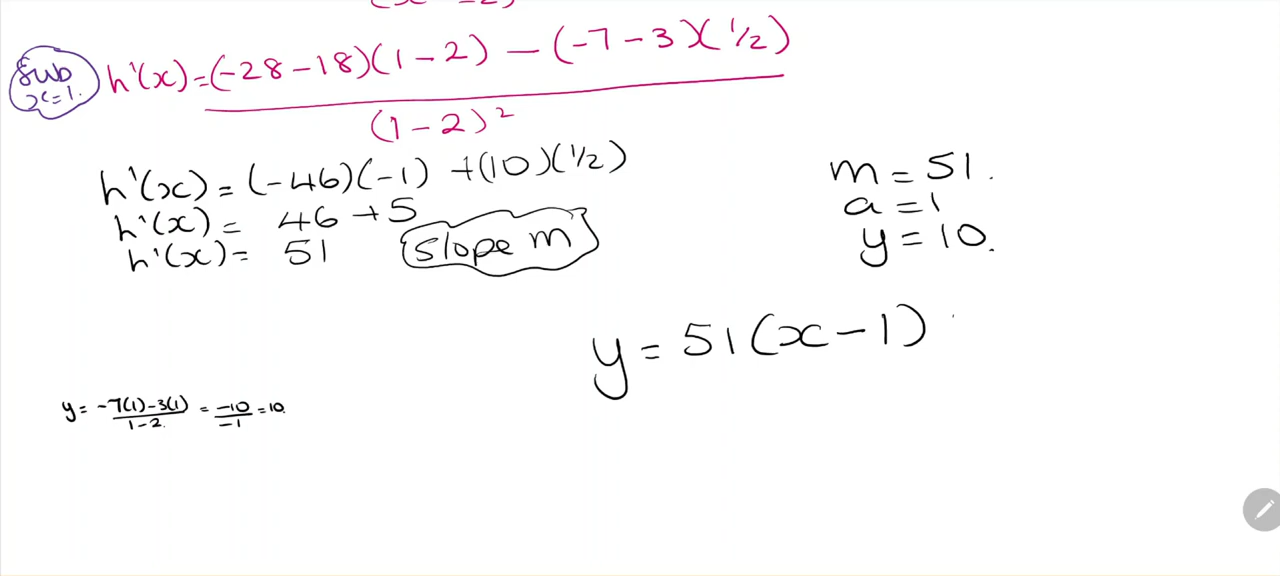 Sub x=1. h'(x) = (-28-18)(1-2) - (-7-3)(1/2)
(1-2)²
h'(x) = (-46)(-1) +(10)(1/2)
h'(x) = 46+5
h'(x) = 51 slope m
m = 51.
a = 1
y = 10.
y = 51(x-1)
y = -7(1)-3(1) = -10 = 10.
1-2. -1